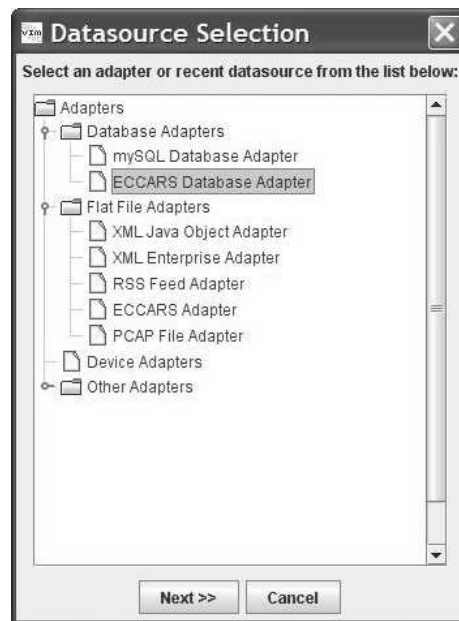 vim Datasource Selection
Select an adapter or recent datasource from the list below:
Adapters
Database Adapters
mySQL Database Adapter
ECCARS Database Adapter
Flat File Adapters
XML Java Object Adapter
XML Enterprise Adapter
RSS Feed Adapter
ECCARS Adapter
PCAP File Adapter
Device Adapters
Other Adapters
Next >> Cancel